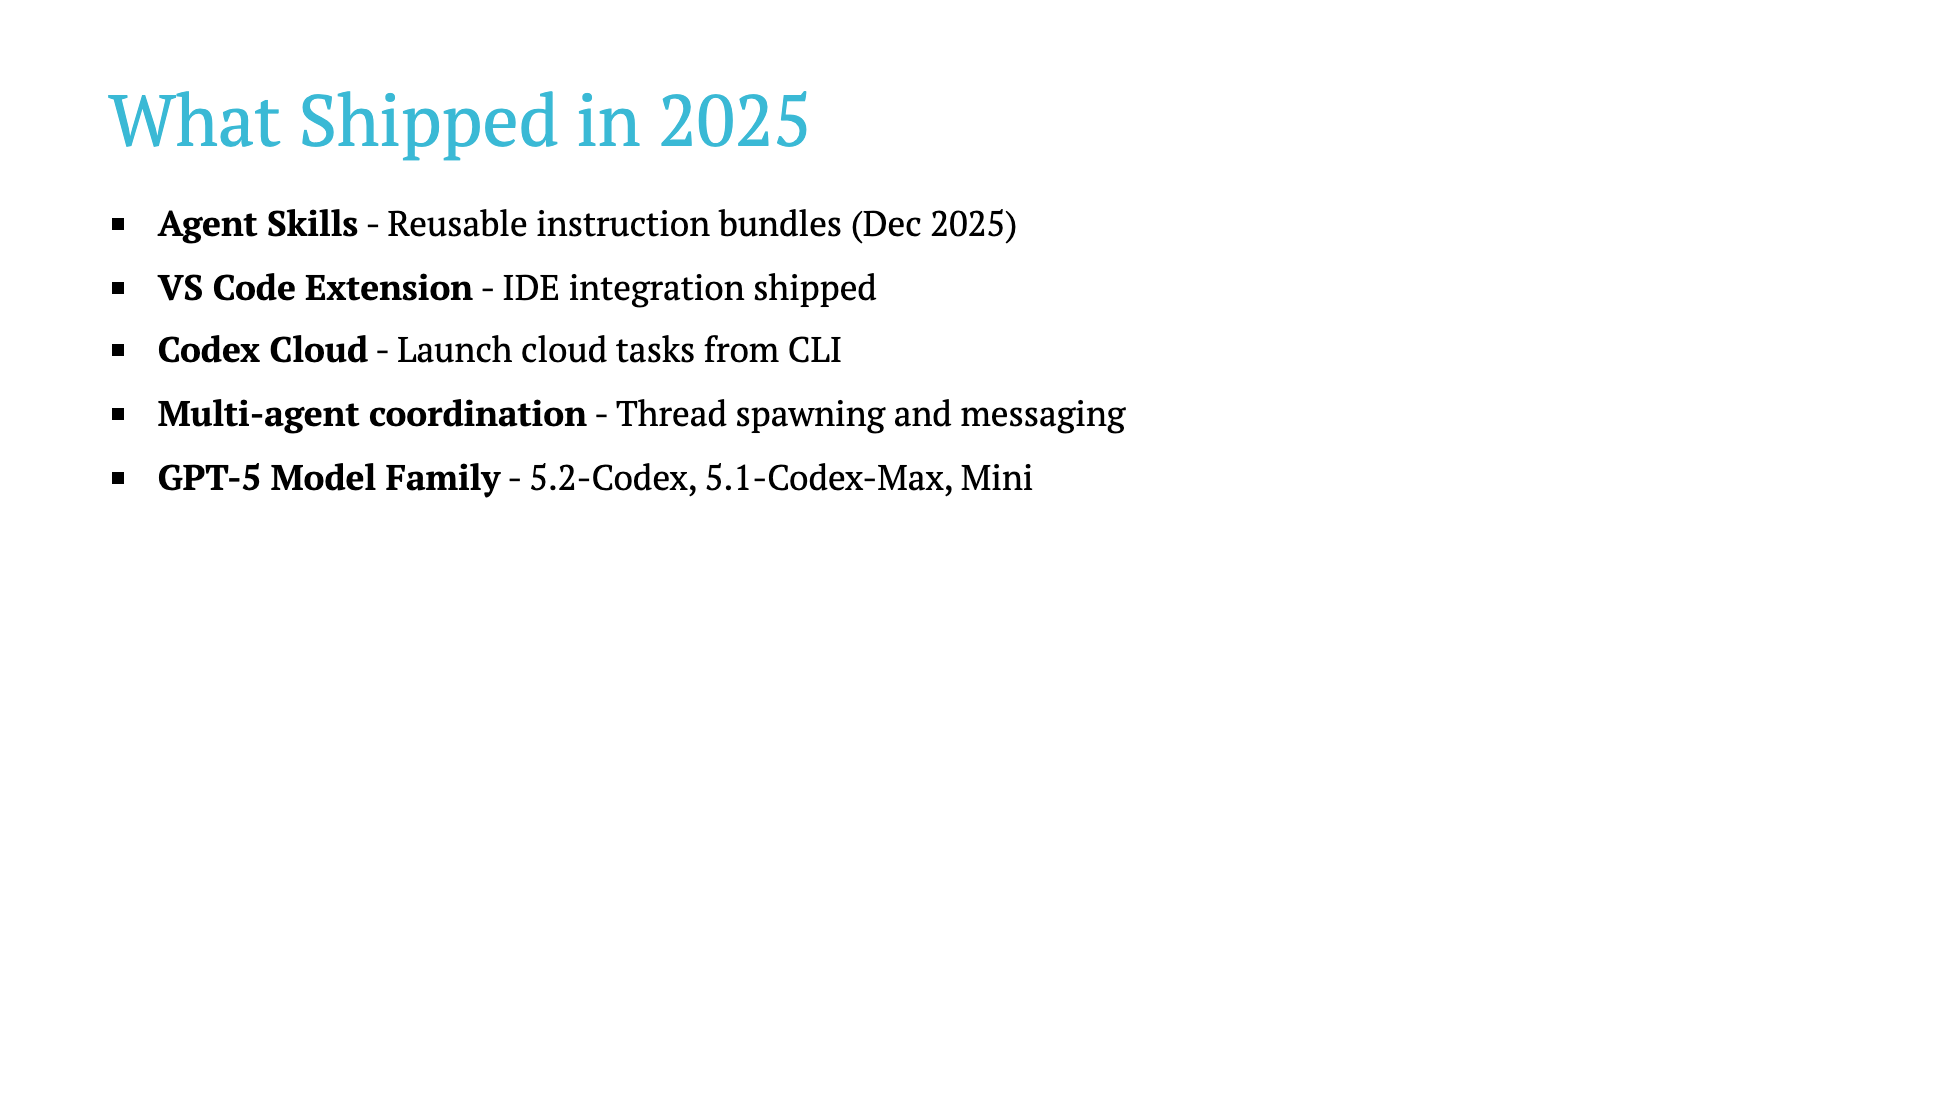 What Shipped in 2025
▪ Agent Skills - Reusable instruction bundles (Dec 2025)
▪ VS Code Extension - IDE integration shipped
▪ Codex Cloud - Launch cloud tasks from CLI
▪ Multi-agent coordination - Thread spawning and messaging
▪ GPT-5 Model Family - 5.2-Codex, 5.1-Codex-Max, Mini